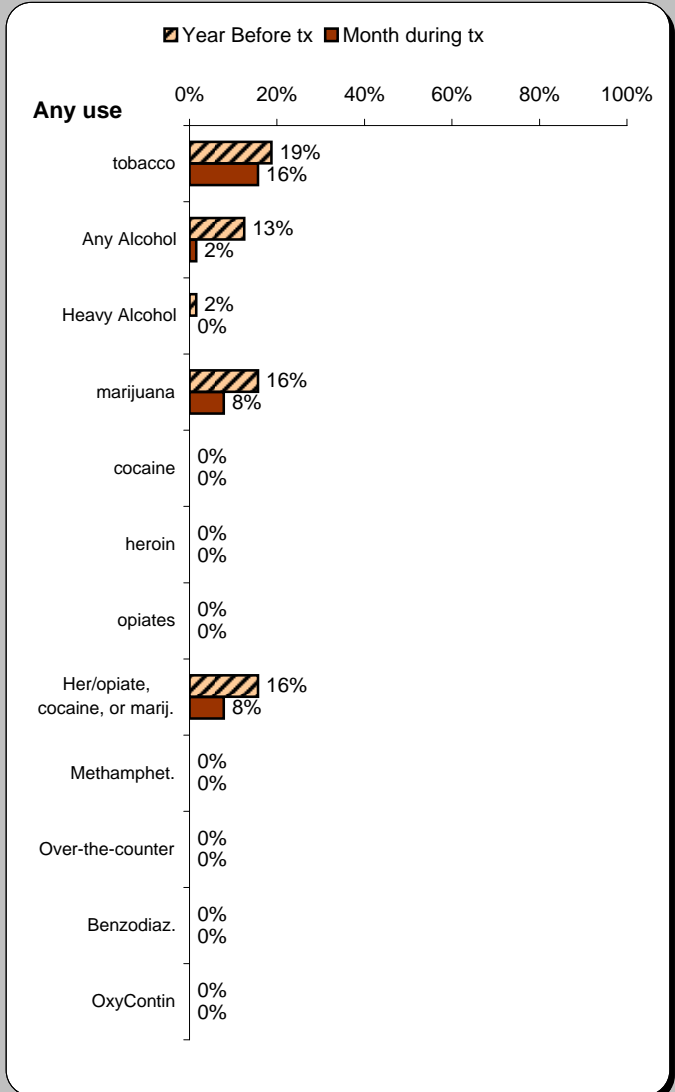 Year Before tx Month during tx
0% 20% 40% 60% 80% 100%
Any use
tobacco
19%
16%
Any Alcohol
13%
2%
Heavy Alcohol
2%
0%
marijuana
16%
8%
cocaine
0%
0%
heroin
0%
0%
opiates
0%
0%
Her/opiate,
cocaine, or marij.
16%
8%
Methamphet.
0%
0%
Over-the-counter
0%
0%
Benzodiaz.
0%
0%
OxyContin
0%
0%